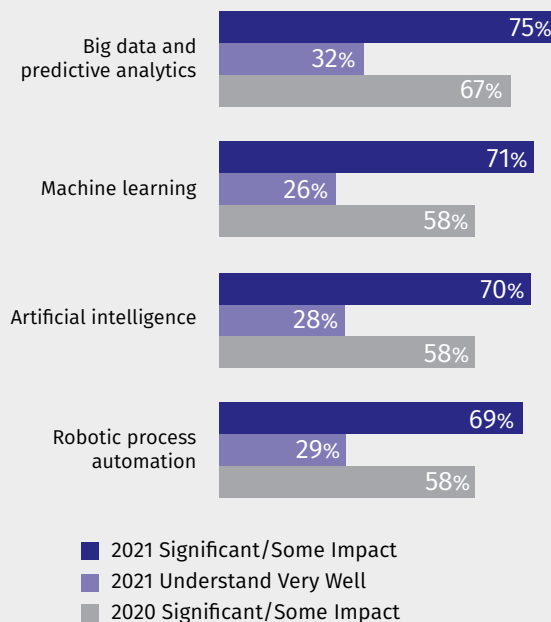 75%
Big data and
predictive analytics
32%
67%
71%
Machine learning
26%
58%
70%
Artificial intelligence
28%
58%
69%
Robotic process
automation
29%
58%
2021 Significant/Some Impact
2021 Understand Very Well
2020 Significant/Some Impact